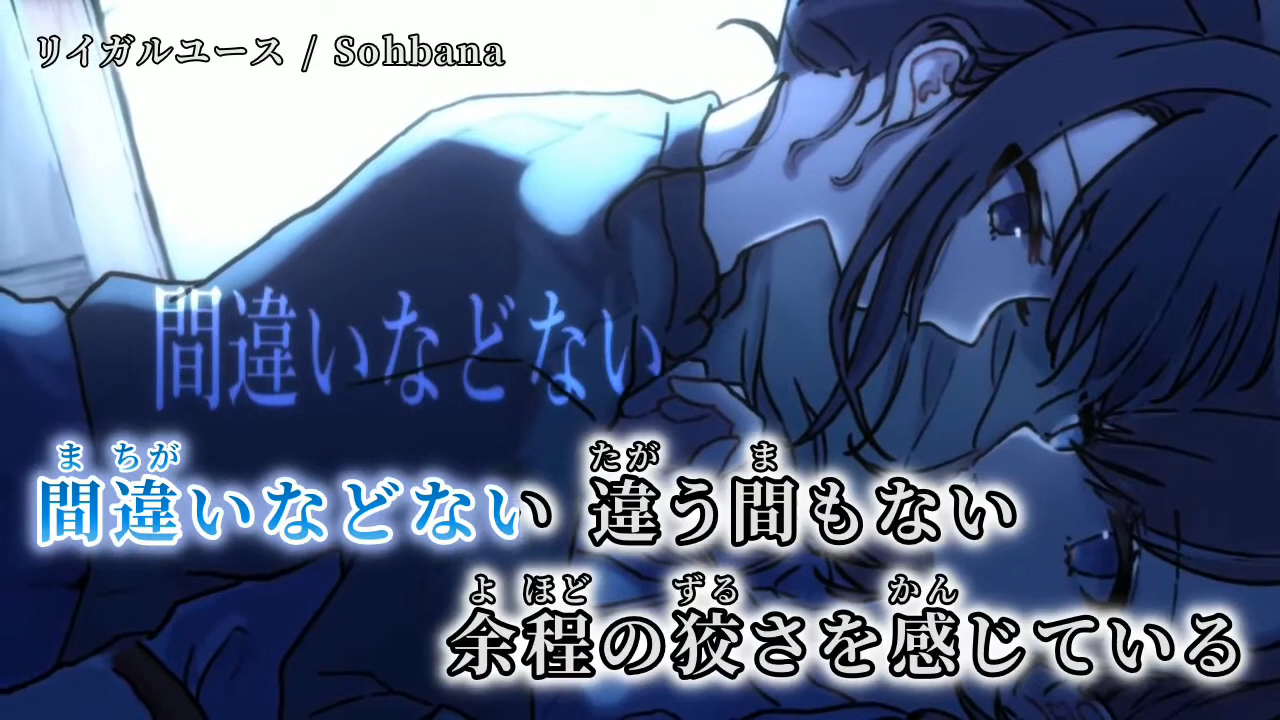 リイガルユース / Sohbana
間違いなどない
ま ちが たが ま
間違いなどない 違う間もない
よ ほど ずる かん
余程の狡さを感じている